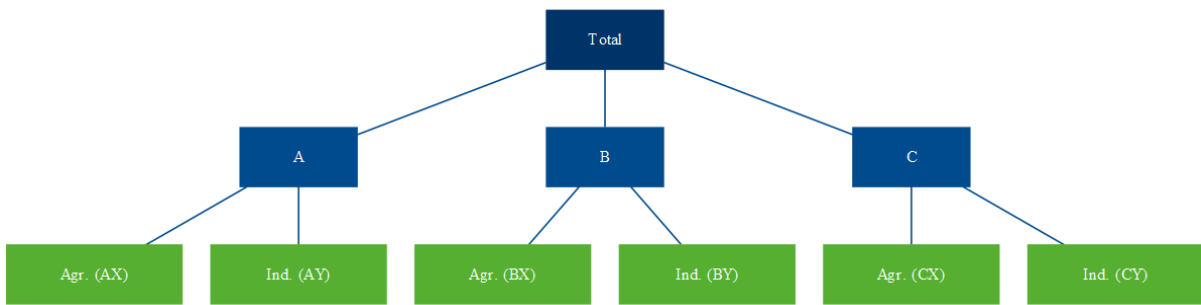 Total
A
B
C
Agr. (AX)
Ind. (AY)
Agr. (BX)
Ind. (BY)
Agr. (CX)
Ind. (CY)